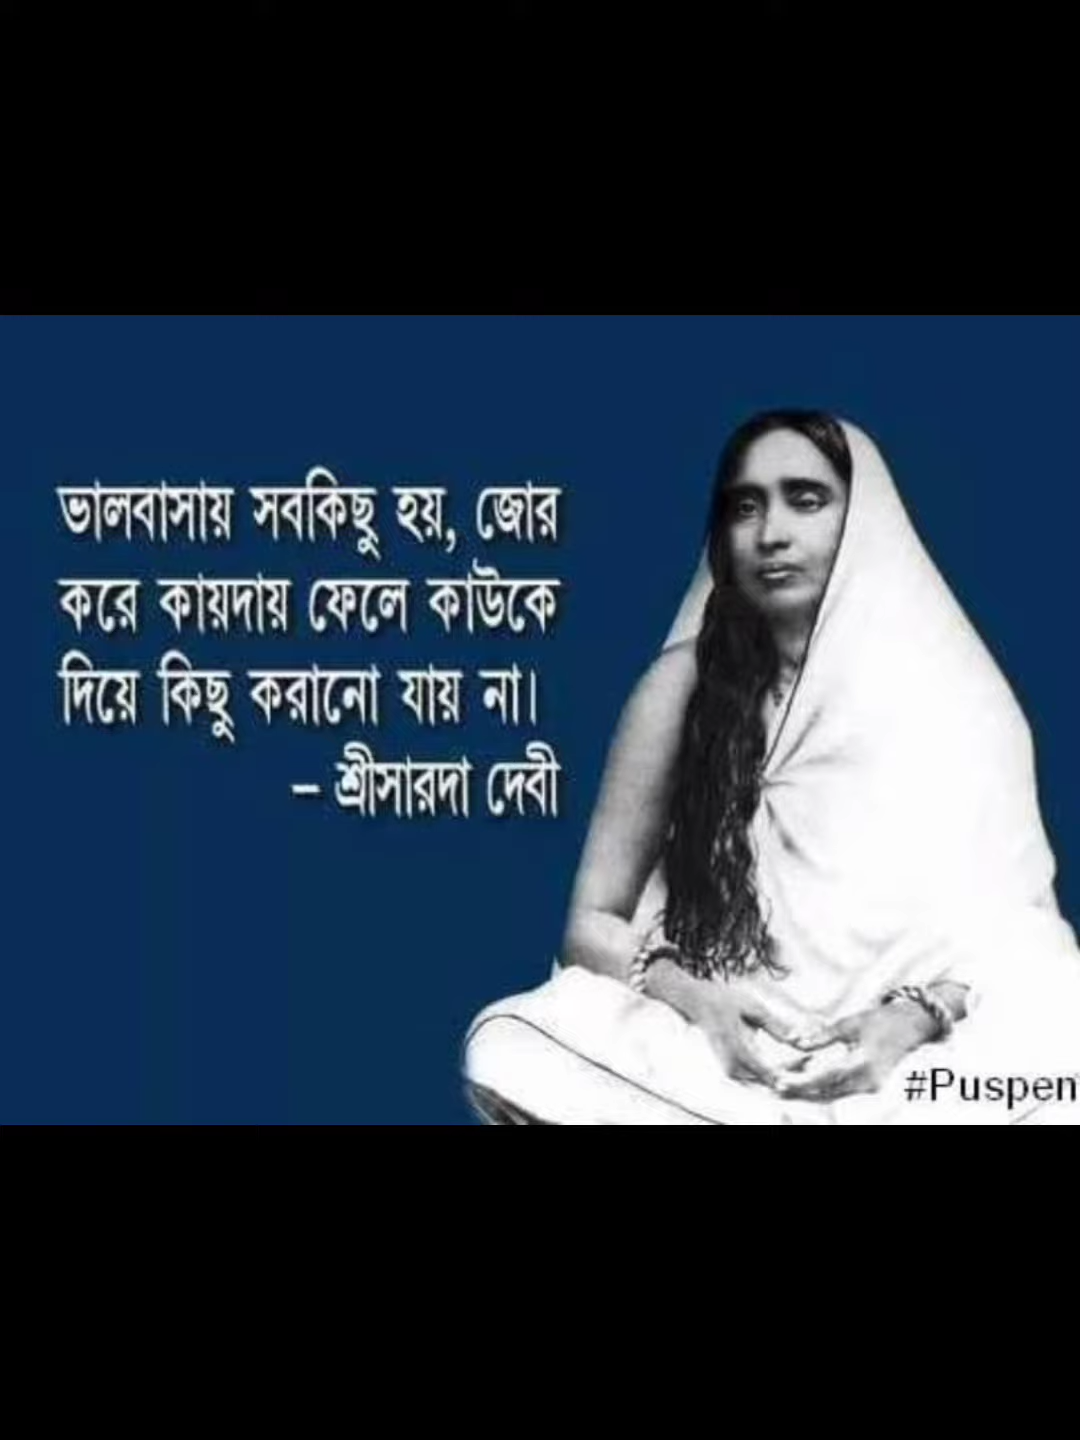 ভালবাসায় সবকিছু হয়, জোর
করে কায়দায় ফেলে কাউকে
দিয়ে কিছু করানো যায় না।
– শ্রীসারদা দেবী
#Puspen